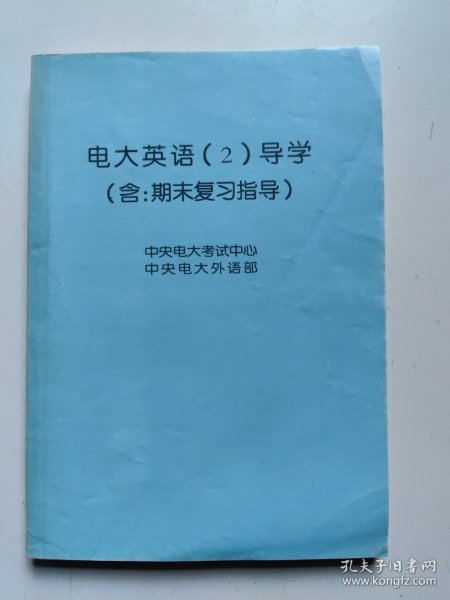 电大英语(2)导学
(含:期末复习指导)
中央电大考试中心
中央电大外语部
孔夫子旧书网
www.kongfz.com